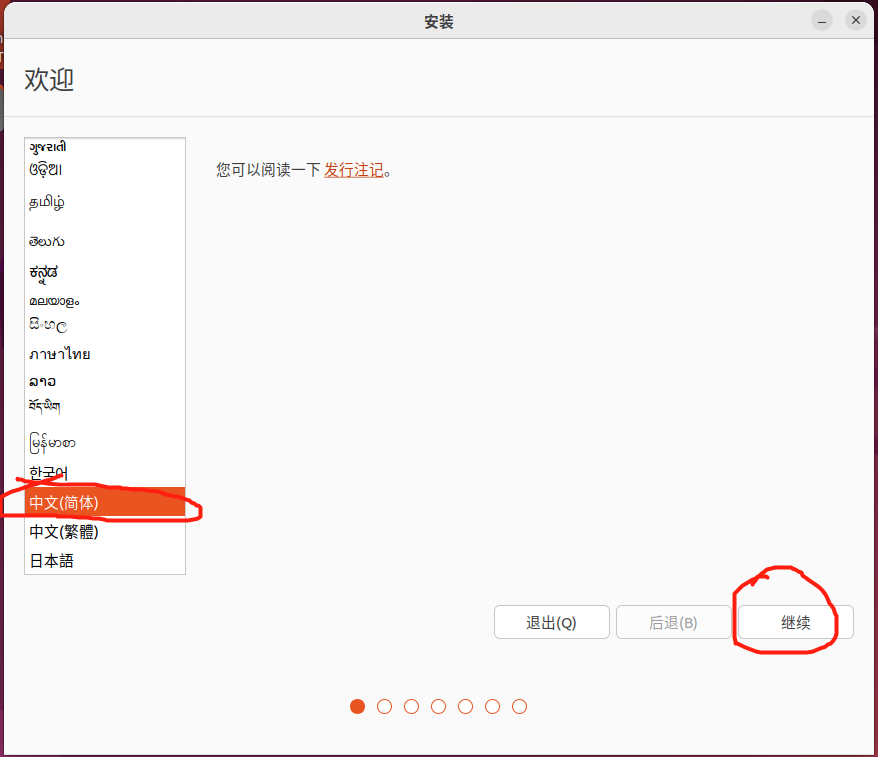 安装
欢迎
ગુજરાતી
ଓଡ଼ିଆ
தமிழ்
తెలుగు
ಕನ್ನಡ
മലയാളം
සිංහල
ภาษาไทย
ລາວ
བོད་ཡིག
မြန်မာစာ
한국어
中文(简体)
中文(繁體)
日本語
您可以阅读一下 发行注记。
退出(Q)
后退(B)
继续